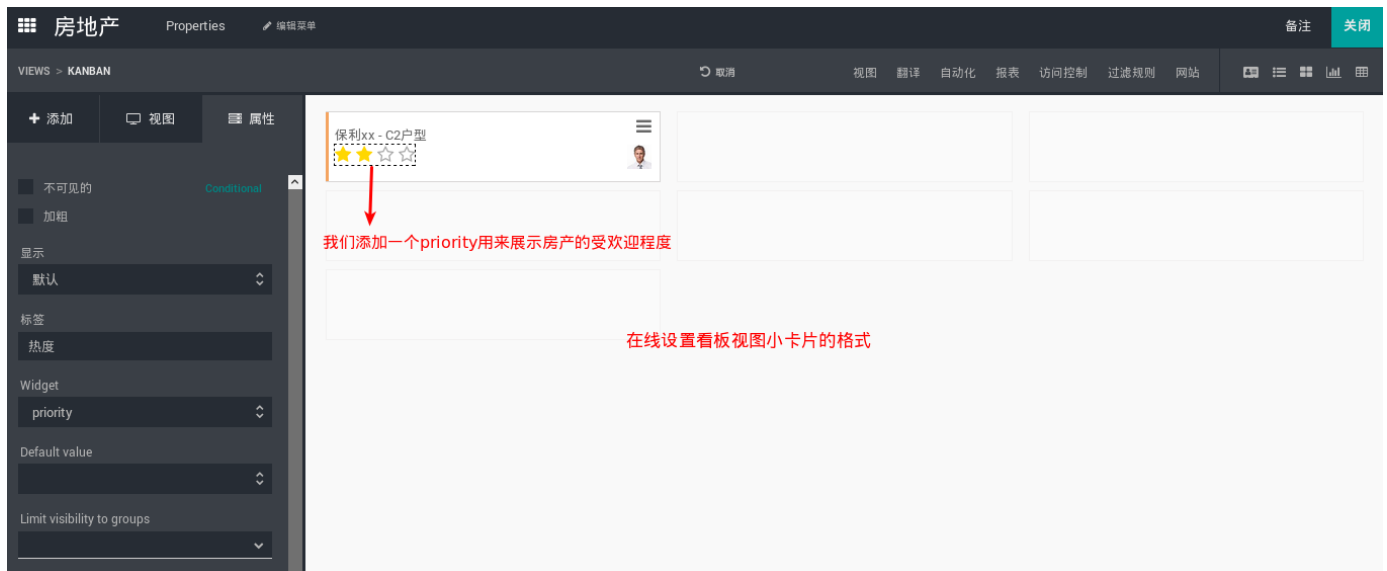 房地产 Properties 编辑菜单 备注 关闭
VIEWS > KANBAN 取消 视图 翻译 自动化 报表 访问控制 过滤规则 网站
添加 视图 属性
保利xx - C2户型
不可见的 Conditional
加粗
我们添加一个priority用来展示房产的受欢迎程度
显示
默认
标签
在线设置看板视图小卡片的格式
热度
Widget
priority
Default value
Limit visibility to groups